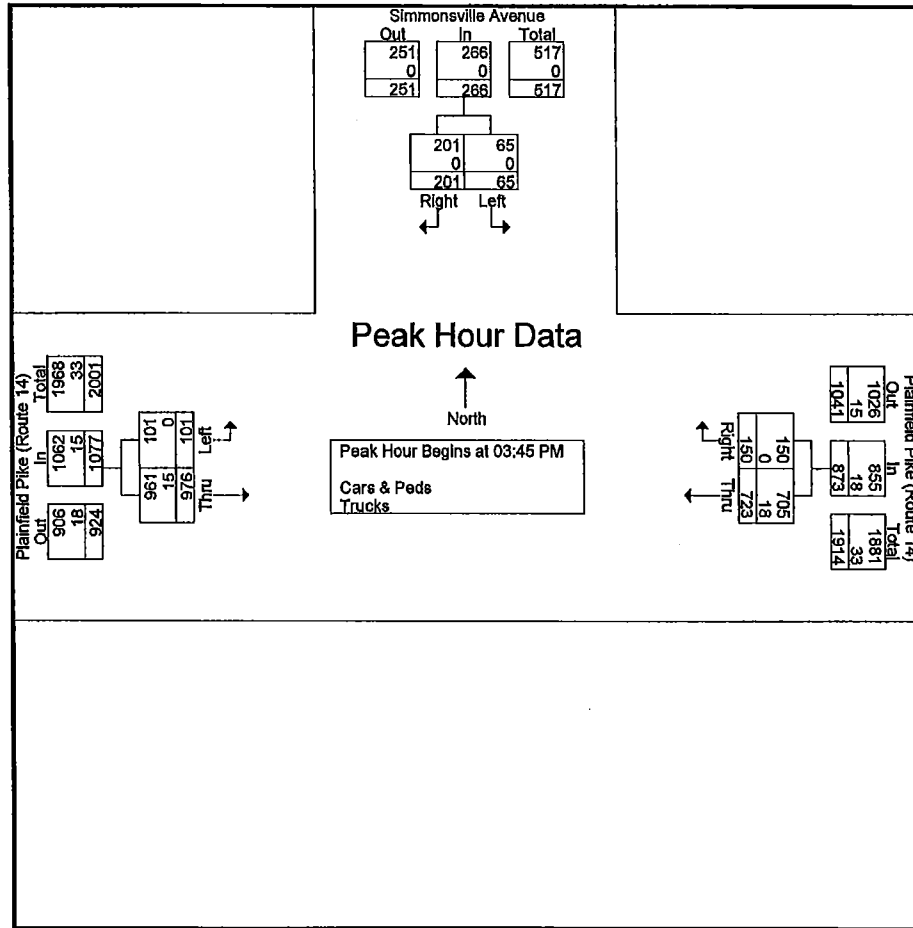 Simmonsville Avenue
Out In Total
251 266 517
0 0 0
251 266 517
201 65
0 0
201 65
Right Left
Peak Hour Data
North
Peak Hour Begins at 03:45 PM
Cars & Peds
Trucks
Plainfield Pike (Route 14)
Out In Total
906 1062 1968
18 15 33
924 1077 2001
Left Thru
101 961
0 15
101 976
Plainfield Pike (Route 14)
Out In Total
1026 855 1881
15 18 33
1041 873 1914
150 705
0 18
150 723
Right Thru